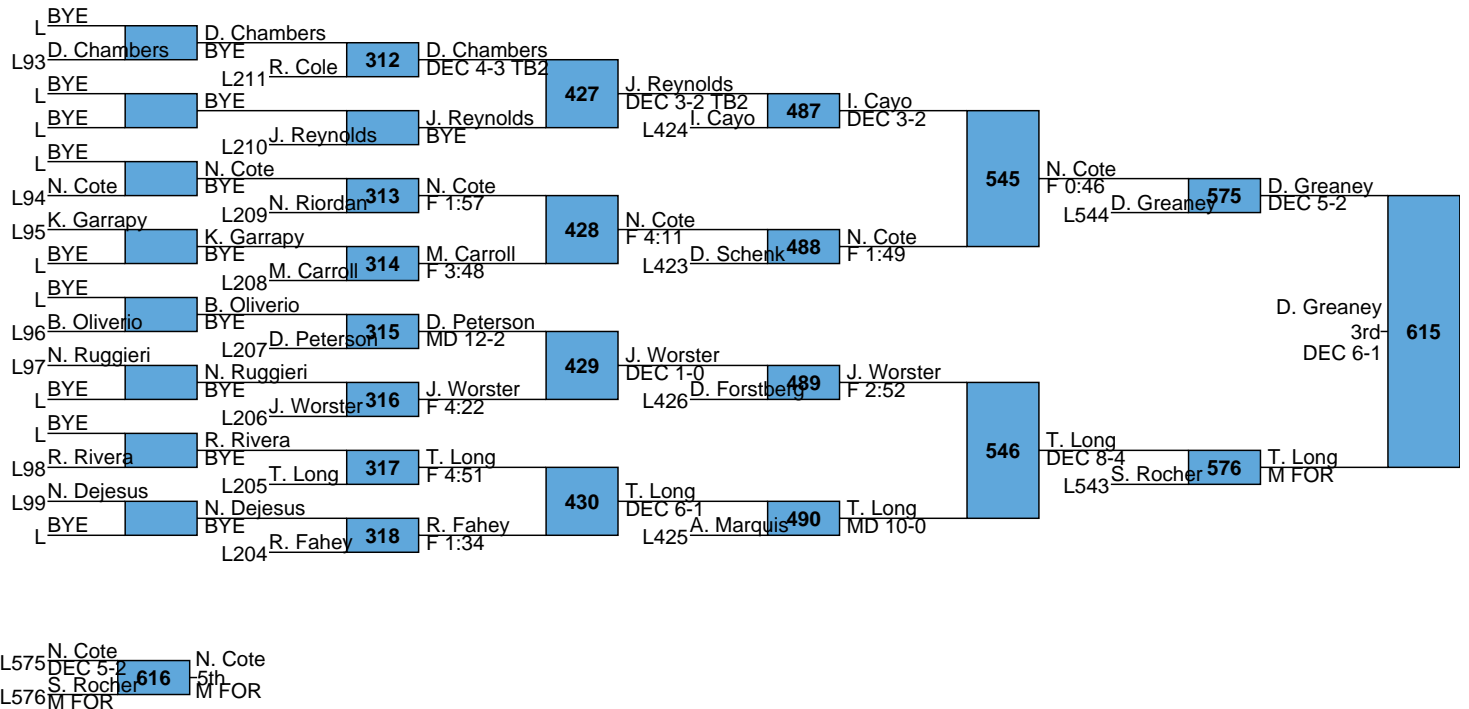 BYE
L
D. Chambers
L93
D. Chambers
BYE
R. Cole
L211
312
D. Chambers
DEC 4-3 TB2
BYE
L
BYE
L
BYE
J. Reynolds
L210
J. Reynolds
BYE
427
J. Reynolds
DEC 3-2 TB2
I. Cayo
L424
487
I. Cayo
DEC 3-2
BYE
L
N. Cote
L94
N. Cote
BYE
N. Riordan
L209
313
N. Cote
F 1:57
K. Garrapy
L95
BYE
L
K. Garrapy
BYE
M. Carroll
L208
314
M. Carroll
F 3:48
428
N. Cote
F 4:11
D. Schenk
L423
488
N. Cote
F 1:49
545
N. Cote
F 0:46
D. Greaney
L544
575
D. Greaney
DEC 5-2
BYE
L
B. Oliverio
L96
B. Oliverio
BYE
D. Peterson
L207
315
D. Peterson
MD 12-2
N. Ruggieri
L97
BYE
L
N. Ruggieri
BYE
J. Worster
L206
316
J. Worster
F 4:22
429
J. Worster
DEC 1-0
D. Forstberg
L426
489
J. Worster
F 2:52
BYE
L
R. Rivera
L98
R. Rivera
BYE
T. Long
L205
317
T. Long
F 4:51
N. Dejesus
L99
BYE
L
N. Dejesus
BYE
R. Fahey
L204
318
R. Fahey
F 1:34
430
T. Long
DEC 6-1
A. Marquis
L425
490
T. Long
MD 10-0
546
T. Long
DEC 8-4
S. Rocher
L543
576
T. Long
M FOR
D. Greaney
3rd
DEC 6-1
615
N. Cote
L575
DEC 5-2
S. Rocher
L576
M FOR
616
N. Cote
5th
M FOR